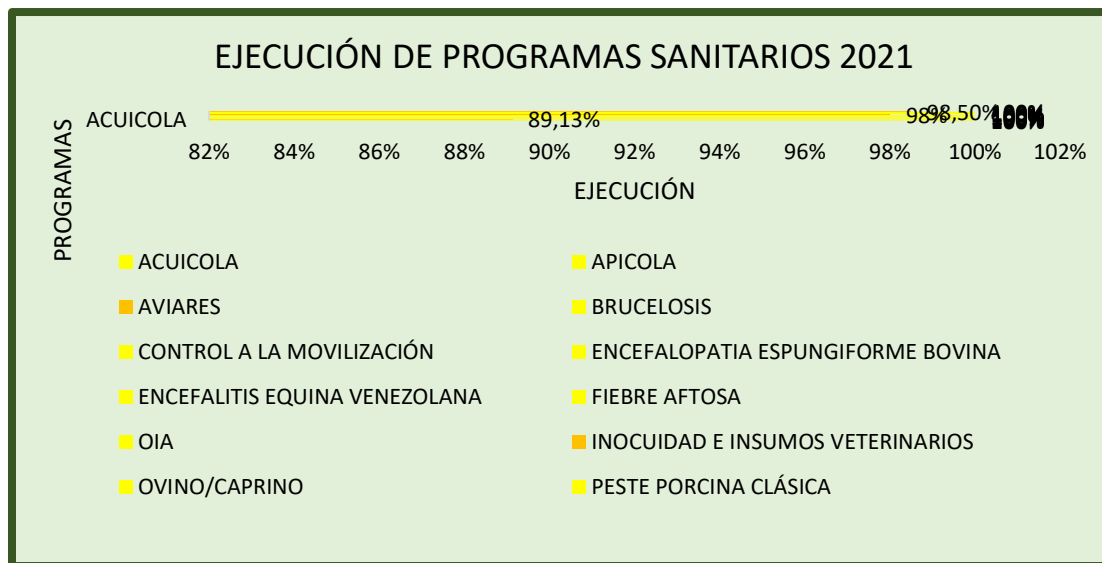 EJECUCIÓN DE PROGRAMAS SANITARIOS 2021
PROGRAMAS
ACUICOLA
89,13%
98%
98,50%
100%
82% 84% 86% 88% 90% 92% 94% 96% 98% 100% 102%
EJECUCIÓN
ACUICOLA APICOLA
AVIARES BRUCELOSIS
CONTROL A LA MOVILIZACIÓN ENCEFALOPATIA ESPUNGIFORME BOVINA
ENCEFALITIS EQUINA VENEZOLANA FIEBRE AFTOSA
OIA INOCUIDAD E INSUMOS VETERINARIOS
OVINO/CAPRINO PESTE PORCINA CLÁSICA